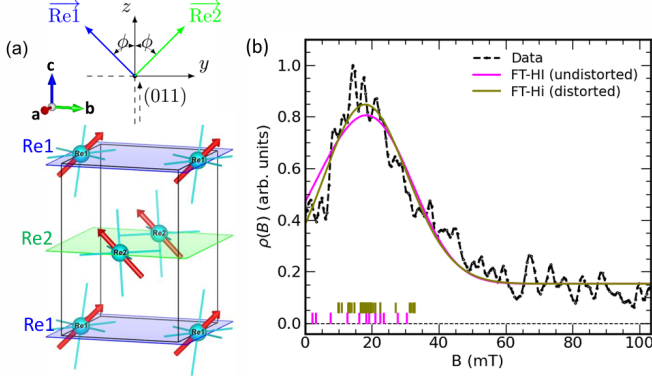 (a)
Re1 z Re2
ϕ ϕ
y
(011)
c
a b
Re1
Re1 Re1
Re2
Re2
Re2
Re1
Re1 Re1
(b)
Data
FT-HI (undistorted)
FT-Hi (distorted)
ρ(B) (arb. units)
1.0
0.8
0.6
0.4
0.2
0.0
0 20 40 60 80 100
B (mT)